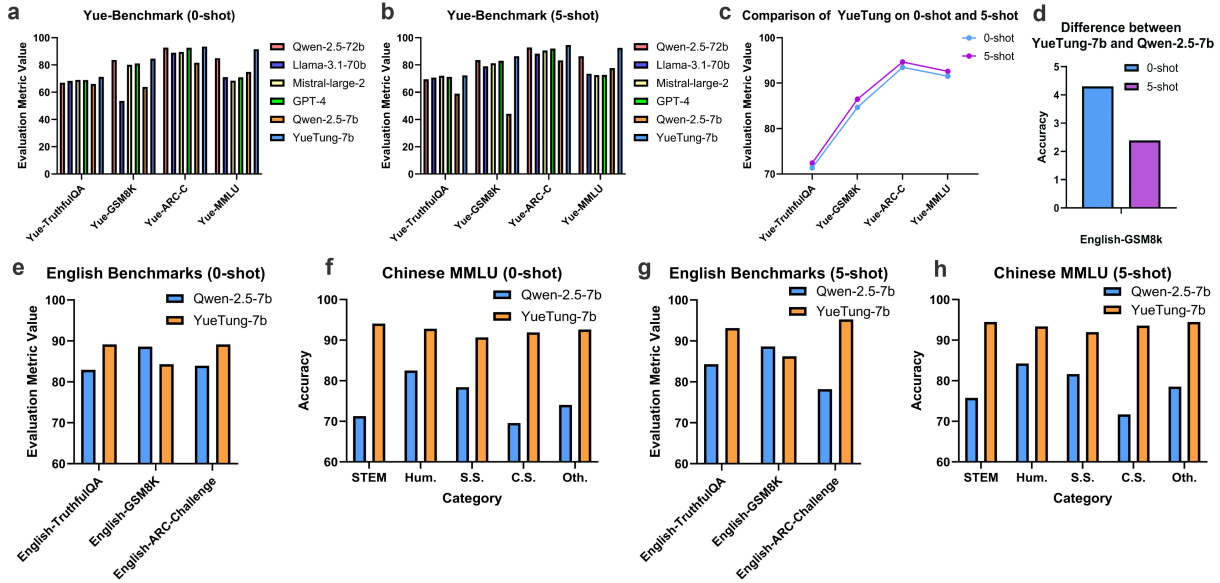 a
Yue-Benchmark (0-shot)
Evaluation Metric Value
100
80
60
40
20
0
Yue-TruthfulQA
Yue-GSM8K
Yue-ARC-C
Yue-MMLU
Qwen-2.5-72b
Llama-3.1-70b
Mistral-large-2
GPT-4
Qwen-2.5-7b
YueTung-7b
b
Yue-Benchmark (5-shot)
Evaluation Metric Value
100
80
60
40
20
0
Yue-TruthfulQA
Yue-GSM8K
Yue-ARC-C
Yue-MMLU
Qwen-2.5-72b
Llama-3.1-70b
Mistral-large-2
GPT-4
Qwen-2.5-7b
YueTung-7b
c
Comparison of YueTung on 0-shot and 5-shot
Evaluation Metric Value
100
90
80
70
Yue-TruthfulQA
Yue-GSM8K
Yue-ARC-C
Yue-MMLU
0-shot
5-shot
d
Difference between
YueTung-7b and Qwen-2.5-7b
Accuracy
5
4
3
2
1
0
0-shot
5-shot
English-GSM8k
e
English Benchmarks (0-shot)
Evaluation Metric Value
100
90
80
70
60
Qwen-2.5-7b
YueTung-7b
English-TruthfulQA
English-GSM8K
English-ARC-Challenge
f
Chinese MMLU (0-shot)
Accuracy
100
90
80
70
60
Qwen-2.5-7b
YueTung-7b
STEM
Hum.
S.S.
C.S.
Oth.
Category
g
English Benchmarks (5-shot)
Evaluation Metric Value
100
90
80
70
60
Qwen-2.5-7b
YueTung-7b
English-TruthfulQA
English-GSM8K
English-ARC-Challenge
h
Chinese MMLU (5-shot)
Accuracy
100
90
80
70
60
Qwen-2.5-7b
YueTung-7b
STEM
Hum.
S.S.
C.S.
Oth.
Category